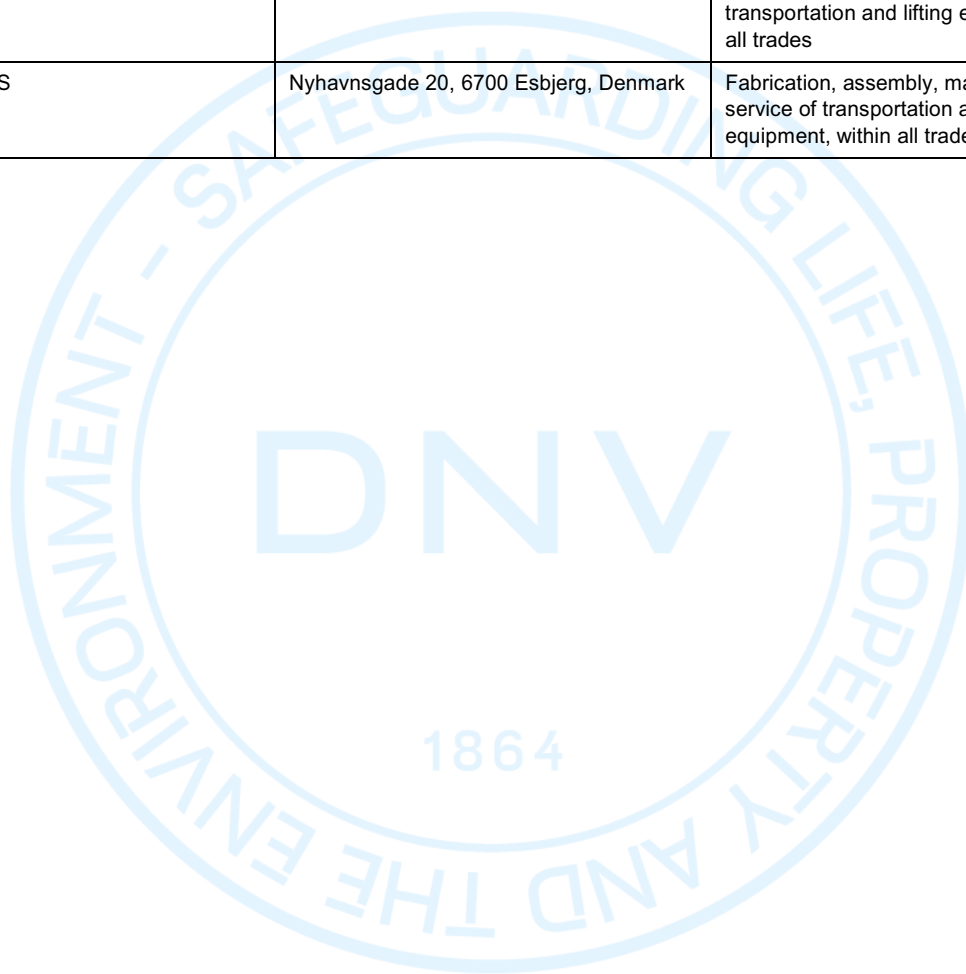 transportation and lifting e
all trades
S
Nyhavnsgade 20, 6700 Esbjerg, Denmark
Fabrication, assembly, ma
service of transportation a
equipment, within all trade
SAFEGUARDING LIFE, PROPERTY AND THE ENVIRONMENT -
DNV
1864